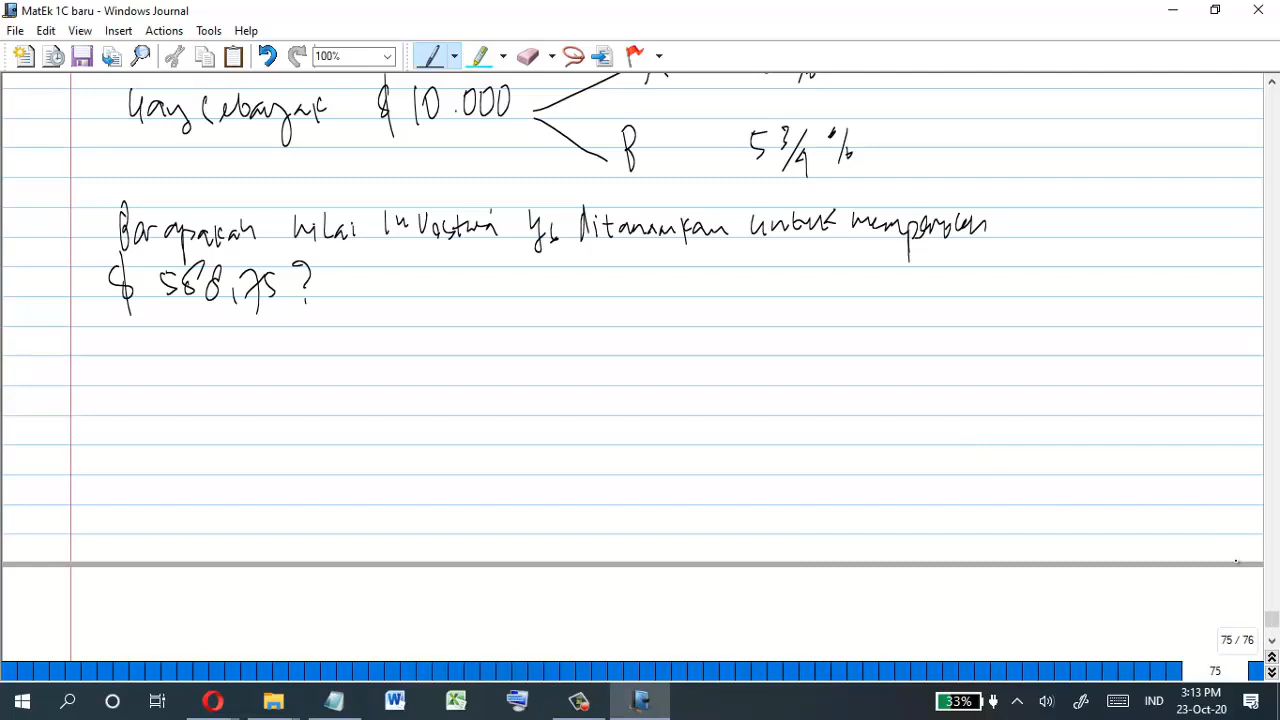 MatEk 1C baru - Windows Journal
File Edit View Insert Actions Tools Help
100%
Uang sebanyak $ 10.000
B 5 3/4 %
Berapakah nilai investasi yg ditanamkan untuk memperoleh
$ 588,75 ?
75 / 76
75
33% IND 3:13 PM
23-Oct-20